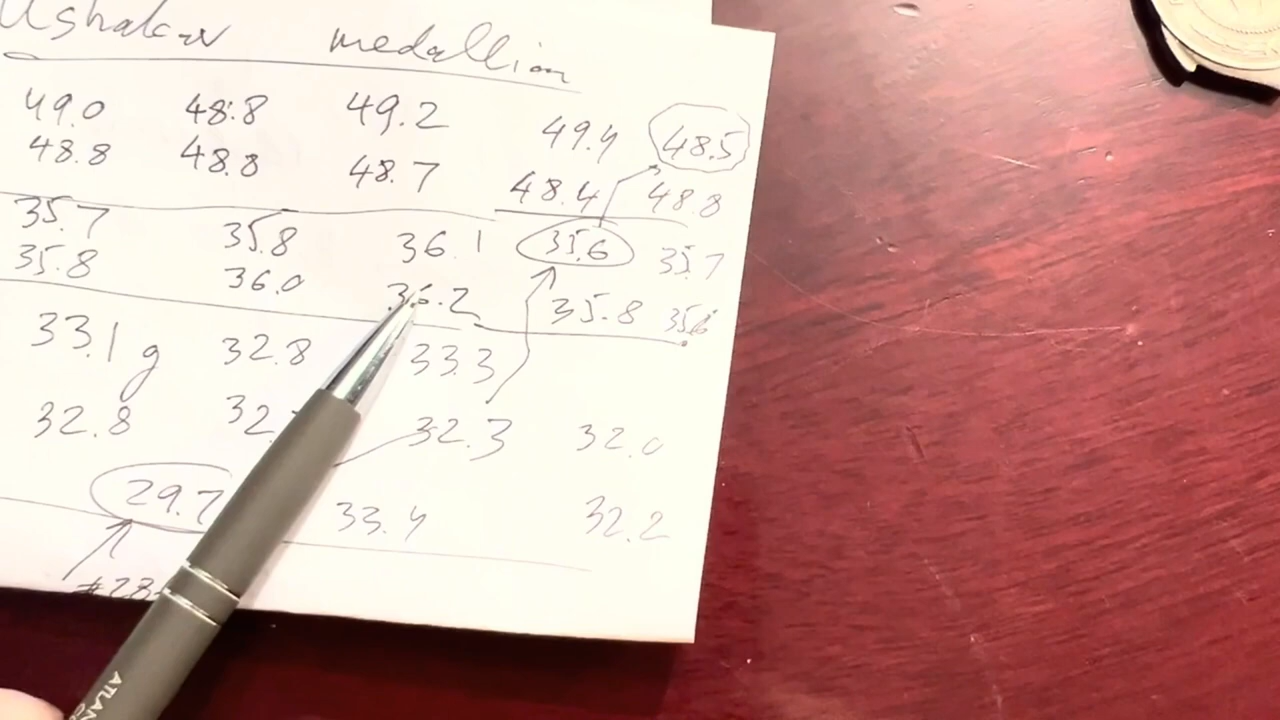 Ushakov medallion
49.0 48.8 49.2 49.4 48.5
48.8 48.8 48.7 48.4 48.8
35.7 35.8 36.1 35.6 35.7
35.8 36.0 36.2 35.8 35.6
33.1 g 32.8 33.3
32.8 32. 32.3 32.0
29.7 33.4 32.2
#28
ATLAN